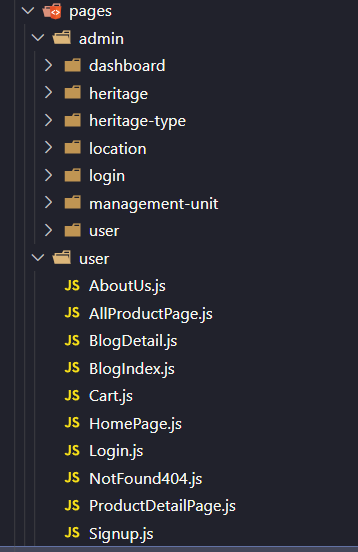 pages
admin
dashboard
heritage
heritage-type
location
login
management-unit
user
user
JS AboutUs.js
JS AllProductPage.js
JS BlogDetail.js
JS BlogIndex.js
JS Cart.js
JS HomePage.js
JS Login.js
JS NotFound404.js
JS ProductDetailPage.js
JS Signup.js